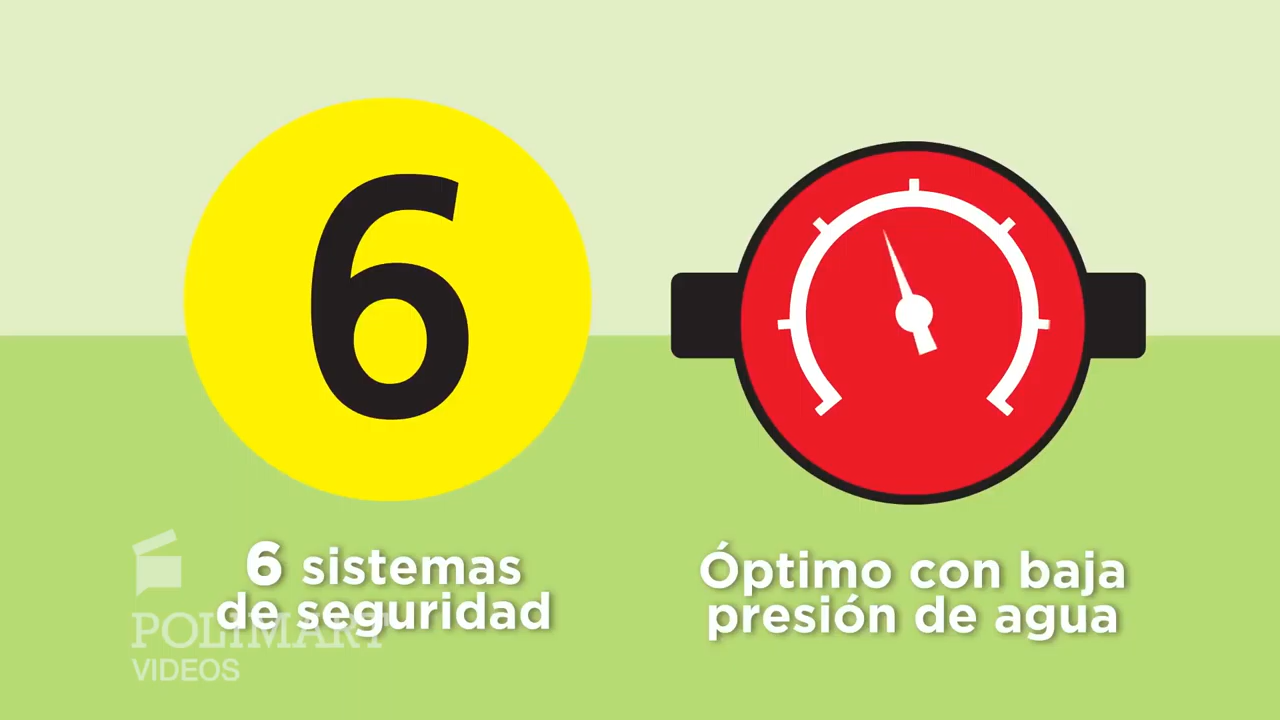 6
6 sistemas
de seguridad
Óptimo con baja
presión de agua
POLIMART
VIDEOS